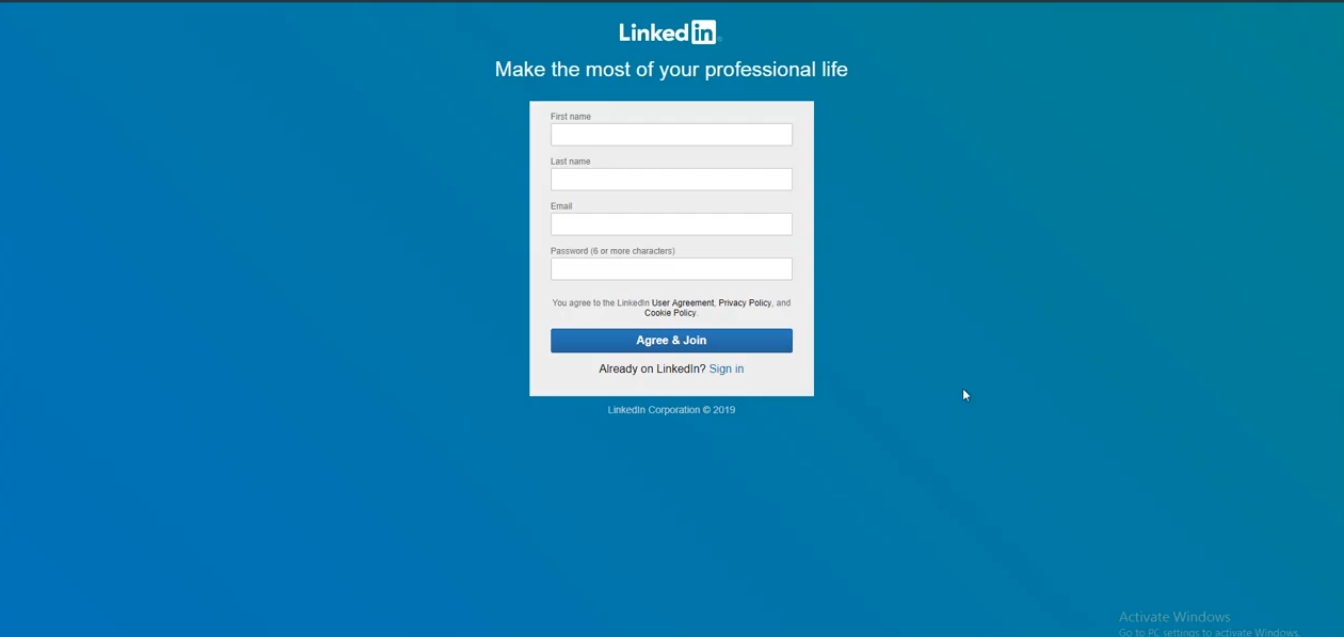 Linked in
Make the most of your professional life
First name
Last name
Email
Password (6 or more characters)
You agree to the LinkedIn User Agreement, Privacy Policy, and
Cookie Policy.
Agree & Join
Already on LinkedIn? Sign in
LinkedIn Corporation © 2019
Activate Windows
Go to PC settings to activate Windows.